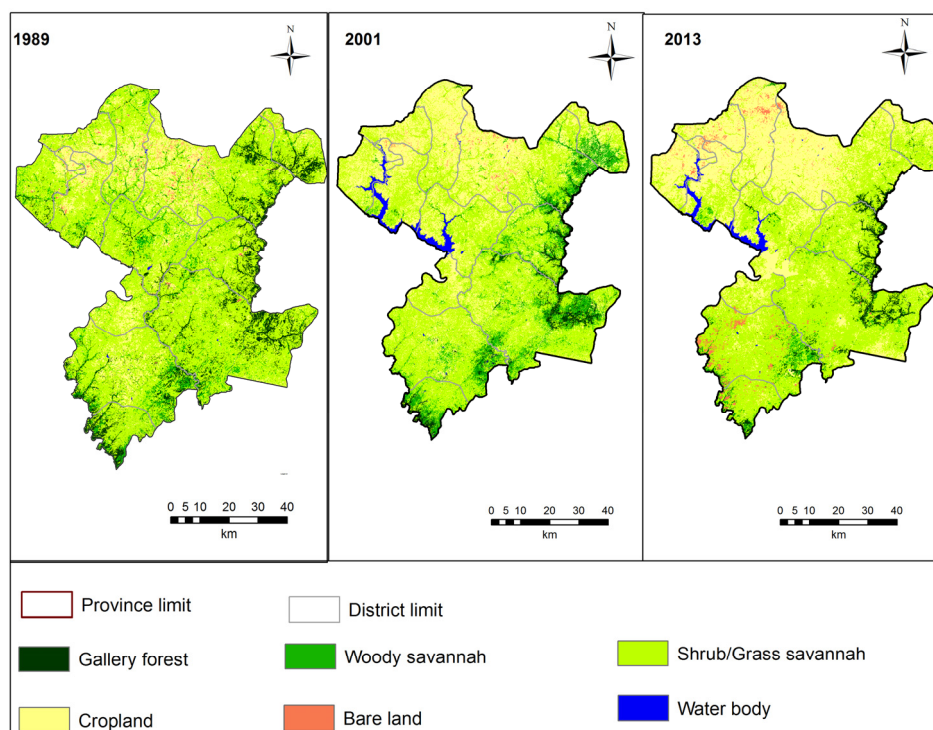 1989
N
2001
N
2013
N
0 5 10 20 30 40
km
0 5 10 20 30 40
km
0 5 10 20 30 40
km
Province limit
District limit
Gallery forest
Woody savannah
Shrub/Grass savannah
Cropland
Bare land
Water body